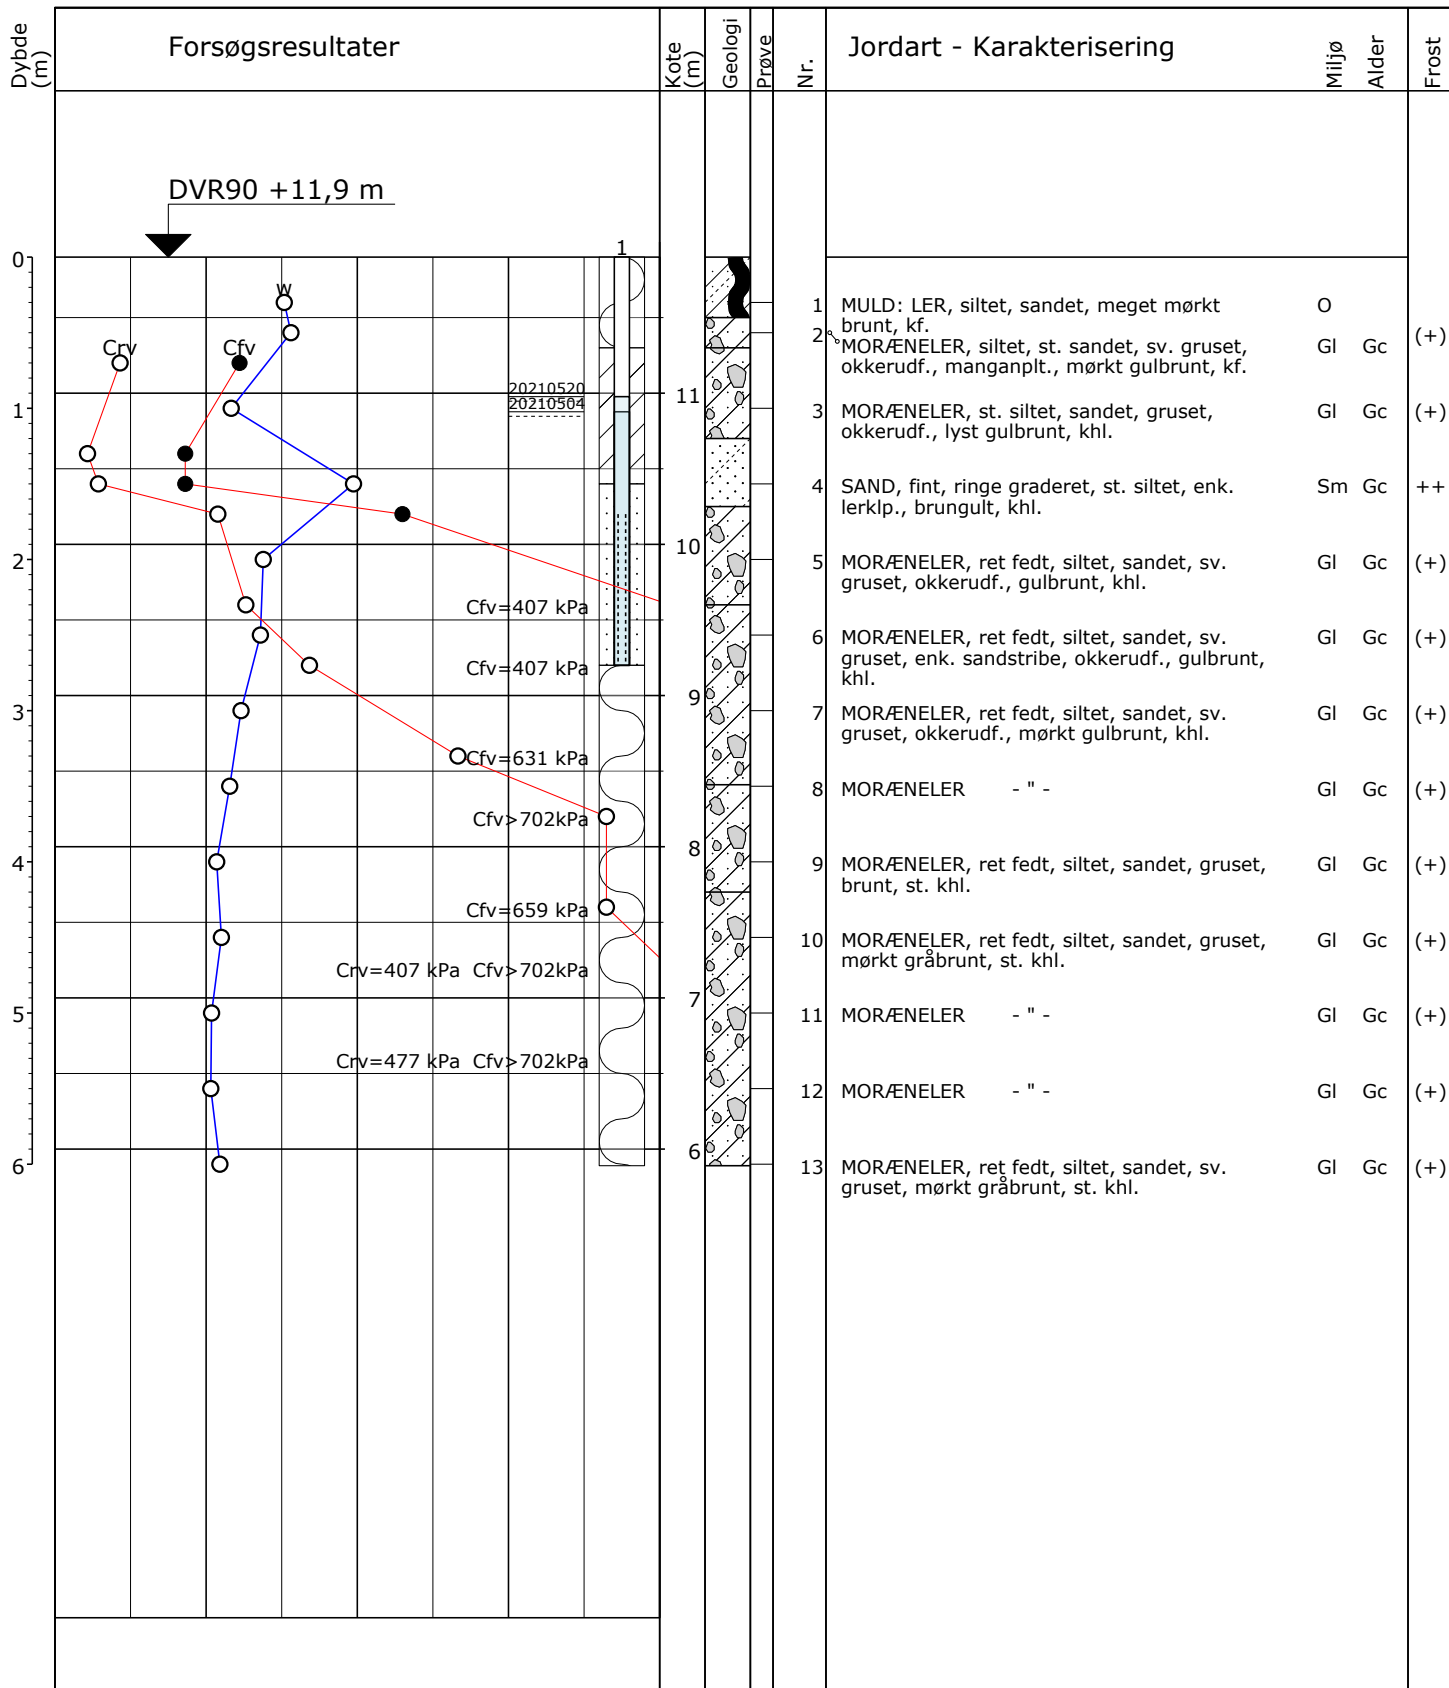 Dybde
(m)
Forsøgsresultater
Kote
(m)
Geologi
Prøve
Nr.
Jordart - Karakterisering
Miljø
Alder
Frost
DVR90 +11,9 m
1
0
w
1 MULD: LER, siltet, sandet, meget mørkt O
brunt, kf.
2 MORÆNELER, siltet, st. sandet, sv. gruset, Gl Gc (+)
okkerudf., manganplt., mørkt gulbrunt, kf.
Crv Cfv
20210520
11
20210504
1
3 MORÆNELER, st. siltet, sandet, gruset, Gl Gc (+)
okkerudf., lyst gulbrunt, khl.
4 SAND, fint, ringe graderet, st. siltet, enk. Sm Gc ++
lerklp., brungult, khl.
10
2
5 MORÆNELER, ret fedt, siltet, sandet, sv. Gl Gc (+)
gruset, okkerudf., gulbrunt, khl.
Cfv=407 kPa
6 MORÆNELER, ret fedt, siltet, sandet, sv. Gl Gc (+)
gruset, enk. sandstribe, okkerudf., gulbrunt,
khl.
Cfv=407 kPa
9
3
7 MORÆNELER, ret fedt, siltet, sandet, sv. Gl Gc (+)
gruset, okkerudf., mørkt gulbrunt, khl.
Cfv=631 kPa
8 MORÆNELER - " - Gl Gc (+)
Cfv>702kPa
8
4
9 MORÆNELER, ret fedt, siltet, sandet, gruset, Gl Gc (+)
brunt, st. khl.
Cfv=659 kPa
10 MORÆNELER, ret fedt, siltet, sandet, gruset, Gl Gc (+)
mørkt gråbrunt, st. khl.
Crv=407 kPa Cfv>702kPa
7
5
11 MORÆNELER - " - Gl Gc (+)
Crv=477 kPa Cfv>702kPa
12 MORÆNELER - " - Gl Gc (+)
6
6
13 MORÆNELER, ret fedt, siltet, sandet, sv. Gl Gc (+)
gruset, mørkt gråbrunt, st. khl.